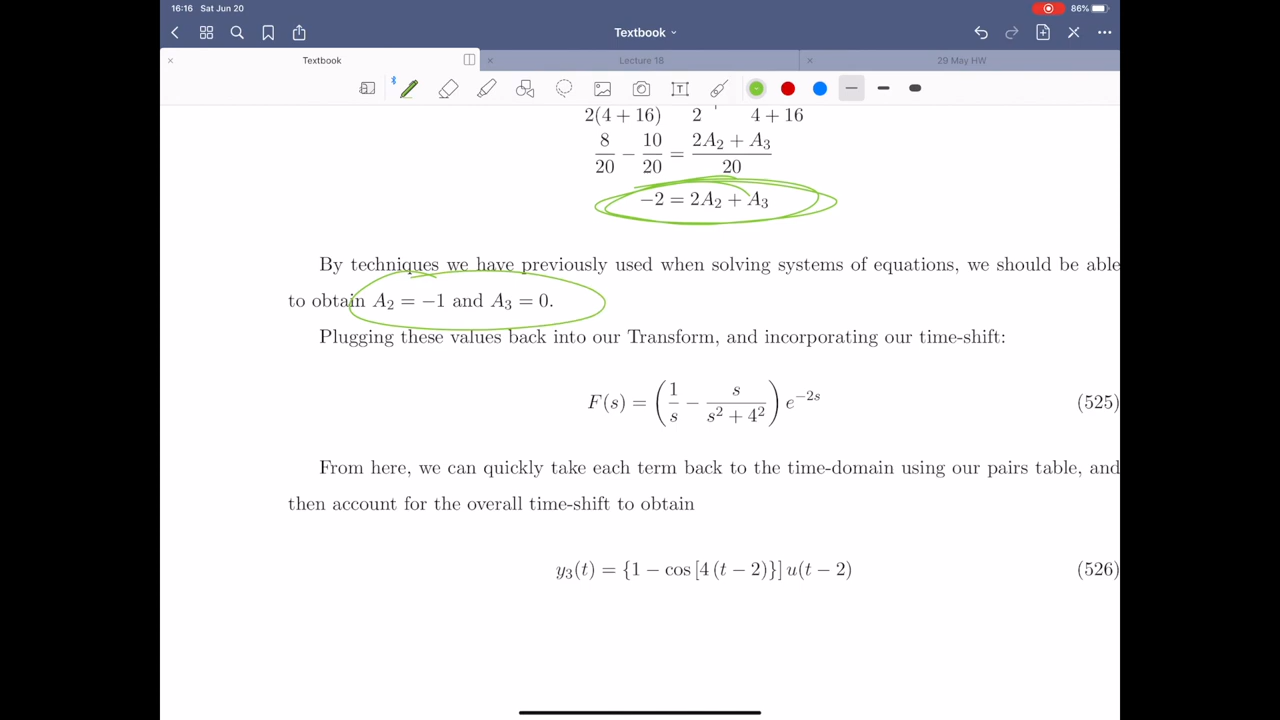 16:16 Sat Jun 20 86%
Textbook
Textbook Lecture 18 29 May HW
2(4 + 16) 2 4 + 16
8/20 − 10/20 = (2A₂ + A₃)/20
−2 = 2A₂ + A₃
By techniques we have previously used when solving systems of equations, we should be able
to obtain A₂ = −1 and A₃ = 0.
Plugging these values back into our Transform, and incorporating our time-shift:
F(s) = (1/s − s/(s² + 4²)) e⁻²ˢ (525)
From here, we can quickly take each term back to the time-domain using our pairs table, and
then account for the overall time-shift to obtain
y₃(t) = {1 − cos [4 (t − 2)}] u(t − 2) (526)